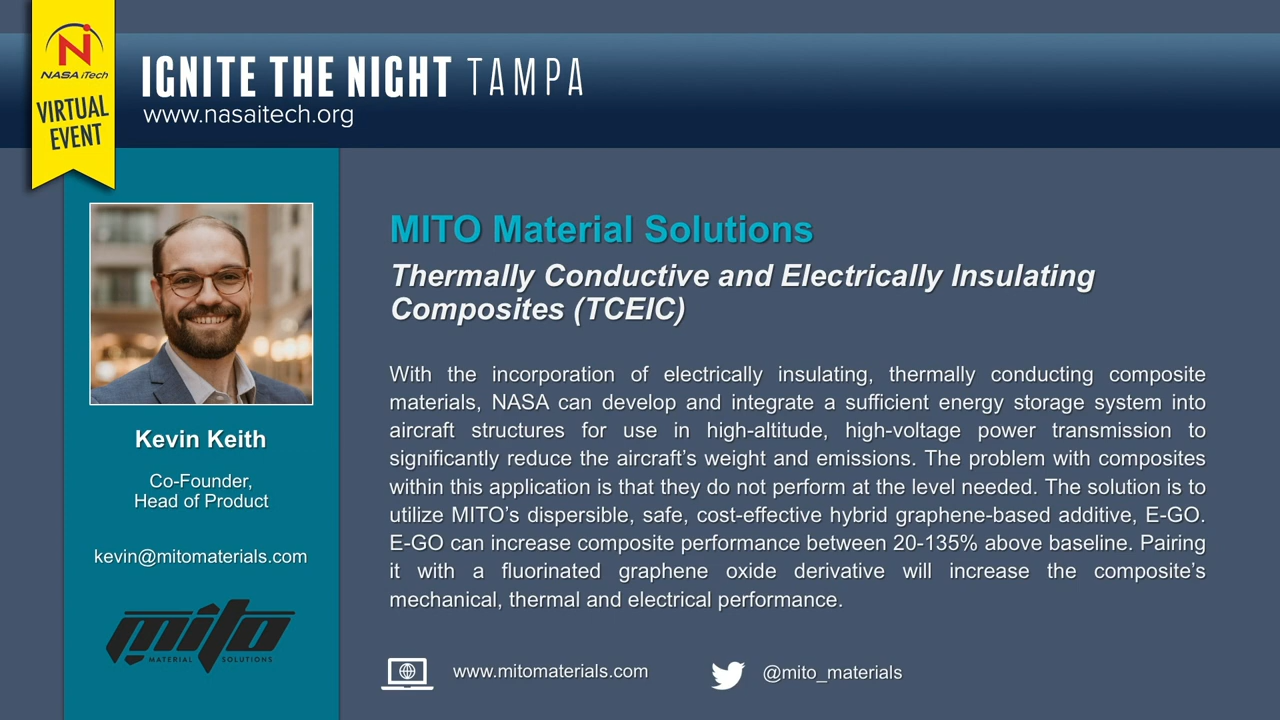 NASA iTech
VIRTUAL
EVENT
IGNITE THE NIGHT TAMPA
www.nasaitech.org
Kevin Keith
Co-Founder,
Head of Product
kevin@mitomaterials.com
mito
MATERIAL SOLUTIONS
MITO Material Solutions
Thermally Conductive and Electrically Insulating
Composites (TCEIC)
With the incorporation of electrically insulating, thermally conducting composite
materials, NASA can develop and integrate a sufficient energy storage system into
aircraft structures for use in high-altitude, high-voltage power transmission to
significantly reduce the aircraft’s weight and emissions. The problem with composites
within this application is that they do not perform at the level needed. The solution is to
utilize MITO’s dispersible, safe, cost-effective hybrid graphene-based additive, E-GO.
E-GO can increase composite performance between 20-135% above baseline. Pairing
it with a fluorinated graphene oxide derivative will increase the composite’s
mechanical, thermal and electrical performance.
www.mitomaterials.com
@mito_materials